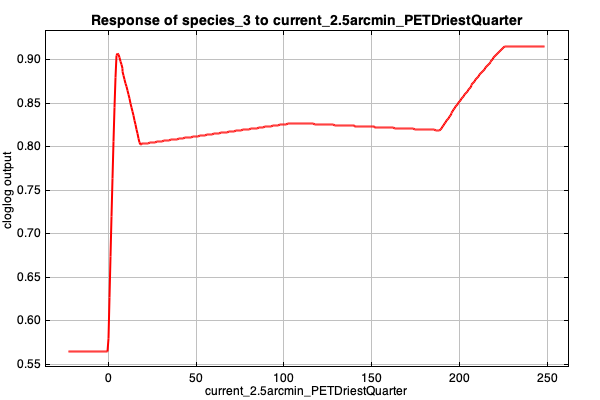 Response of species_3 to current_2.5arcmin_PETDriestQuarter
0.90
0.85
0.80
0.75
0.70
0.65
0.60
0.55
cloglog output
0 50 100 150 200 250
current_2.5arcmin_PETDriestQuarter